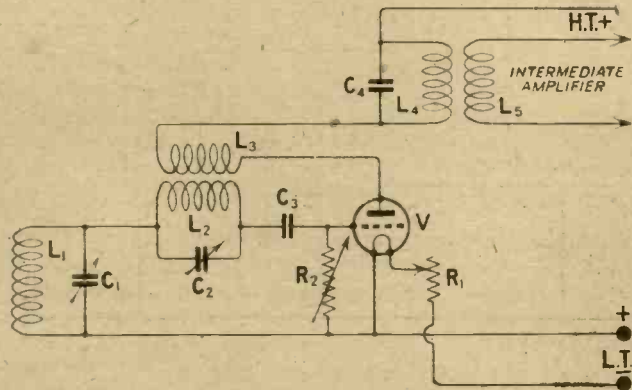 H.T.+
INTERMEDIATE
AMPLIFIER
C4
L4
L5
L3
L2
C3
V
L1
C1
C2
R2
R1
+
L.T.
–